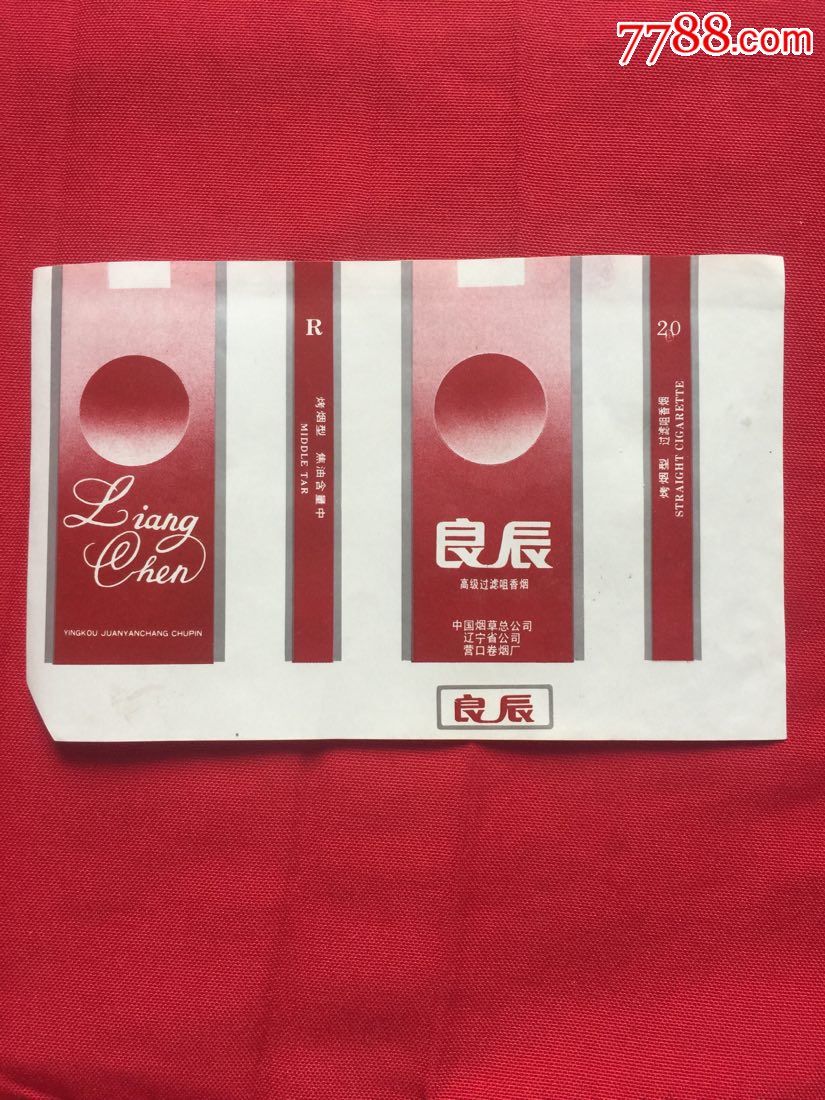 7788.com
Liang
Chen
YINGKOU JUANYANCHANG CHUPIN
R
烤烟型 焦油含量中
MIDDLE TAR
良辰
高级过滤咀香烟
中国烟草总公司
辽宁省公司
营口卷烟厂
良辰
20
烤烟型 过滤咀香烟
STRAIGHT CIGARETTE